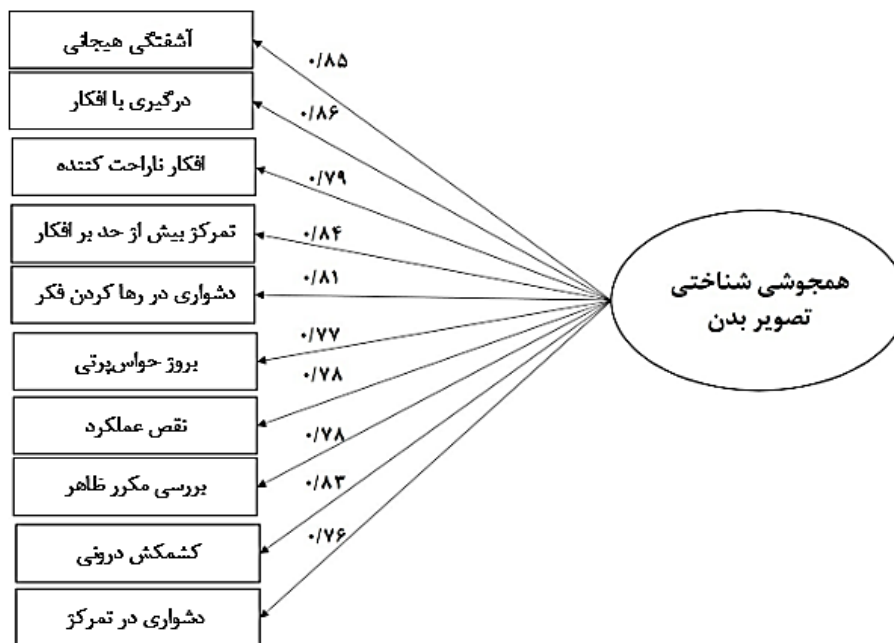 آشفتگی هیجانی
۰/۸۵
درگیری با افکار
۰/۸۶
افکار ناراحت کننده
۰/۷۹
تمرکز بیش از حد بر افکار
۰/۸۴
دشواری در رها کردن فکر
۰/۸۱
بروز حواس‌پرتی
۰/۷۷
نقص عملکرد
۰/۷۸
بررسی مکرر ظاهر
۰/۷۸
کشمکش درونی
۰/۸۳
دشواری در تمرکز
۰/۷۶
همجوشی شناختی
تصویر بدن